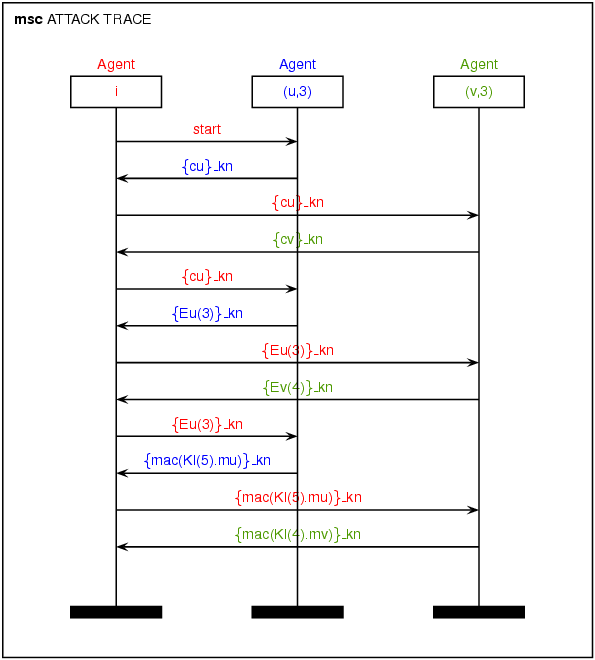 msc ATTACK TRACE
Agent Agent Agent
i (u,3) (v,3)
start
{cu}_kn
{cu}_kn
{cv}_kn
{cu}_kn
{Eu(3)}_kn
{Eu(3)}_kn
{Ev(4)}_kn
{Eu(3)}_kn
{mac(Kl(5).mu)}_kn
{mac(Kl(5).mu)}_kn
{mac(Kl(4).mv)}_kn